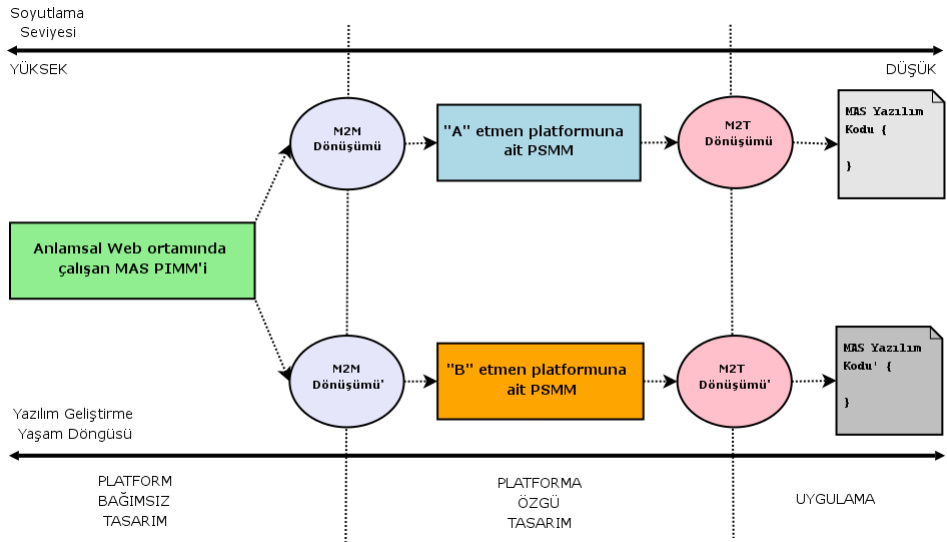 Soyutlama
Seviyesi
YÜKSEK
DÜŞÜK
M2M
Dönüşümü
"A" etmen platformuna
ait PSMM
M2T
Dönüşümü
MAS Yazılım
Kodu {
}
Anlamsal Web ortamında
çalışan MAS PIMM'i
M2M
Dönüşümü'
"B" etmen platformuna
ait PSMM
M2T
Dönüşümü'
MAS Yazılım
Kodu' {
}
Yazılım Geliştirme
Yaşam Döngüsü
PLATFORM
BAĞIMSIZ
TASARIM
PLATFORMA
ÖZGÜ
TASARIM
UYGULAMA